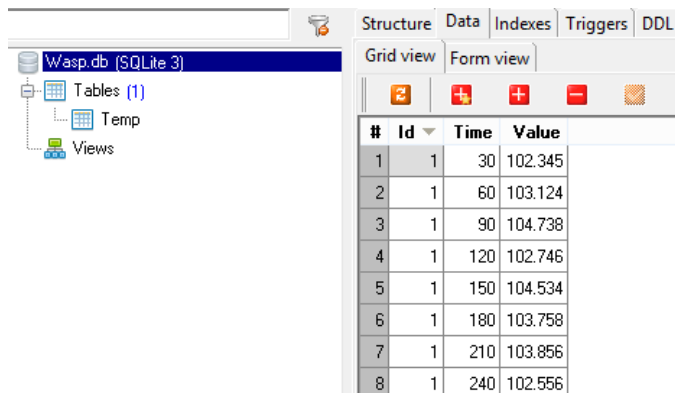 Structure Data Indexes Triggers DDL
Grid view Form view
Wasp.db (SQLite 3)
Tables (1)
Temp
Views
# Id Time Value
1 1 30 102.345
2 1 60 103.124
3 1 90 104.738
4 1 120 102.746
5 1 150 104.534
6 1 180 103.758
7 1 210 103.856
8 1 240 102.556